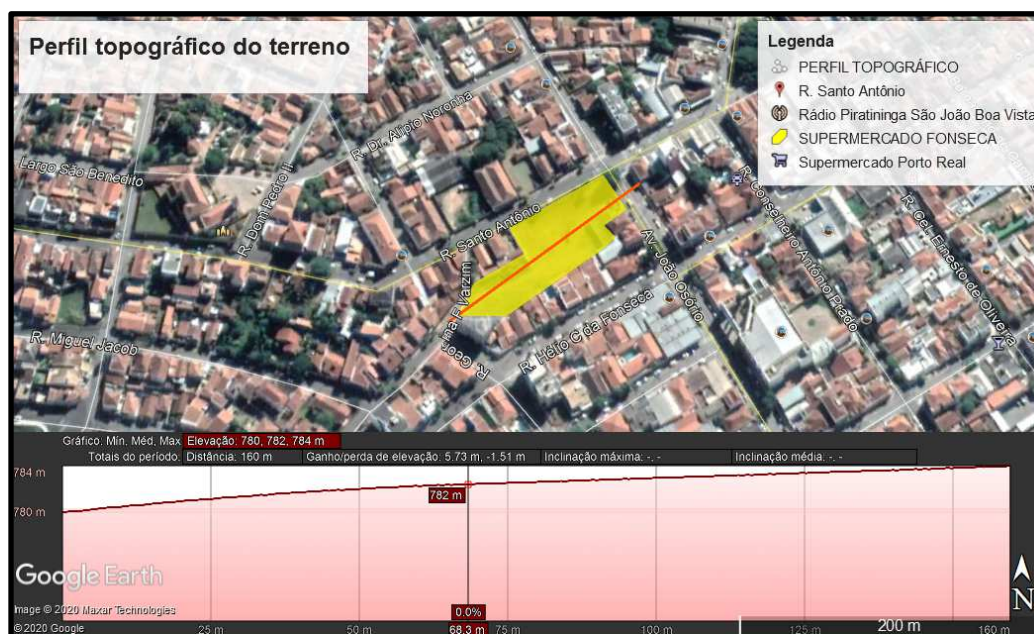 Perfil topográfico do terreno
Legenda
PERFIL TOPOGRÁFICO
R. Santo Antônio
Rádio Piratininga São João Boa Vista
SUPERMERCADO FONSECA
Supermercado Porto Real
R. Dr. Alípio Noronha
Largo São Benedito
R. Dom Pedro II
R. Santo Antônio
R. Conselheiro Antônio Prado
R. Cel. Ernesto de Oliveira
Av. João Osório
R. Hélio C da Fonseca
R. Miguel Jacob
F Varzim
R. Geos
Gráfico: Mín, Méd, Max Elevação: 780, 782, 784 m
Totais do período: Distância: 160 m Ganho/perda de elevação: 5.73 m, -1.51 m Inclinação máxima: -, - Inclinação média: -, -
784 m
782 m
780 m
Google Earth
Image © 2020 Maxar Technologies
© 2020 Google
0.0%
25 m 50 m 68.3 m 75 m 100 m 125 m 160 m
200 m
N